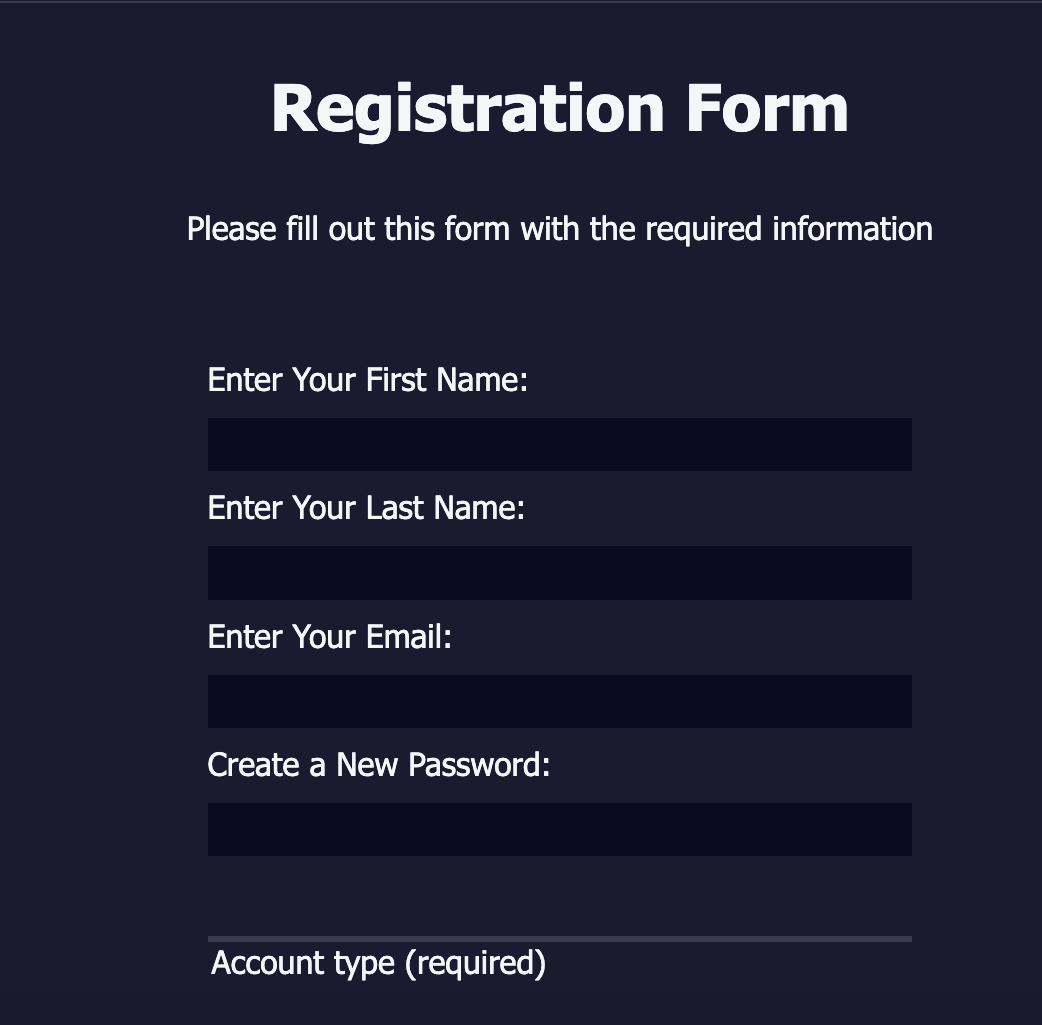 Registration Form
Please fill out this form with the required information
Enter Your First Name:
Enter Your Last Name:
Enter Your Email:
Create a New Password:
Account type (required)